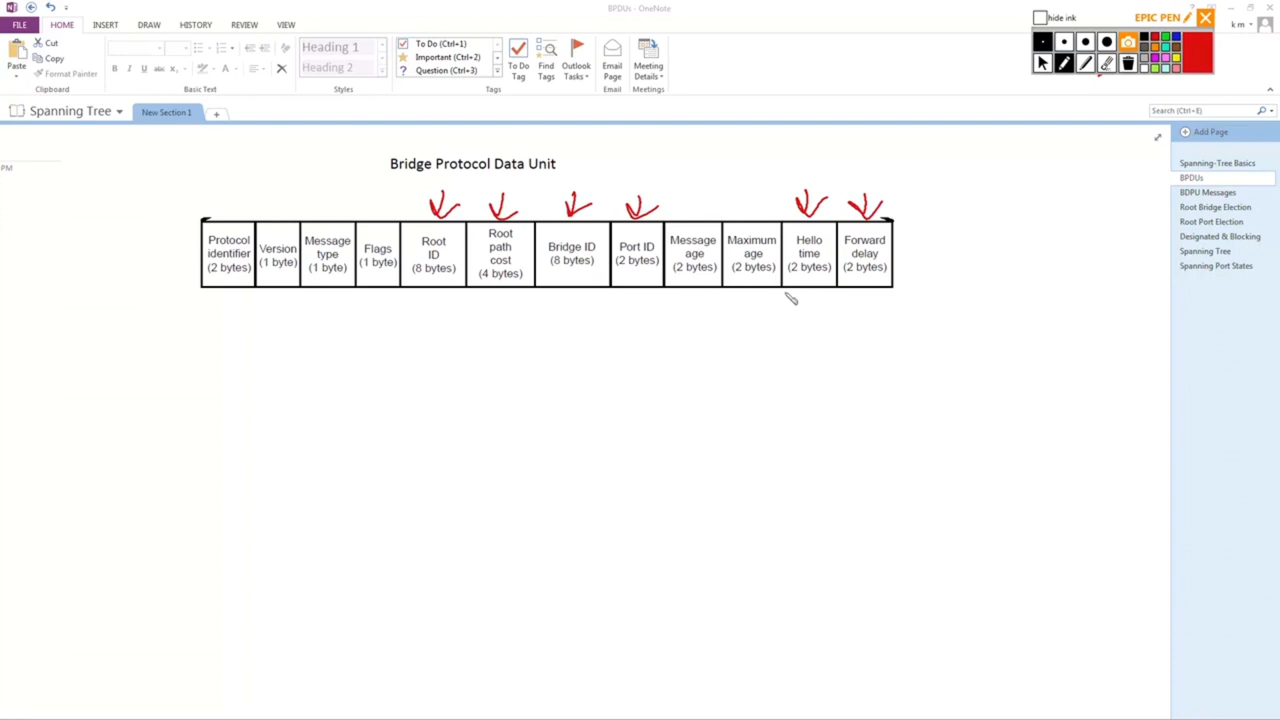 BPDUs - OneNote
FILE HOME INSERT DRAW HISTORY REVIEW VIEW
k m
hide ink
EPIC PEN
Paste
Cut
Copy
Format Painter
Clipboard
B I U abc x
A
Basic Text
Heading 1
Heading 2
Styles
To Do (Ctrl+1)
Important (Ctrl+2)
Question (Ctrl+3)
To Do
Tag
Find
Tags
Outlook
Tasks
Tags
Email
Page
Email
Meeting
Details
Meetings
Spanning Tree
New Section 1
Search (Ctrl+E)
PM
Bridge Protocol Data Unit
Protocol
identifier
(2 bytes)
Version
(1 byte)
Message
type
(1 byte)
Flags
(1 byte)
Root
ID
(8 bytes)
Root
path
cost
(4 bytes)
Bridge ID
(8 bytes)
Port ID
(2 bytes)
Message
age
(2 bytes)
Maximum
age
(2 bytes)
Hello
time
(2 bytes)
Forward
delay
(2 bytes)
Add Page
Spanning-Tree Basics
BPDUs
BDPU Messages
Root Bridge Election
Root Port Election
Designated & Blocking
Spanning Tree
Spanning Port States